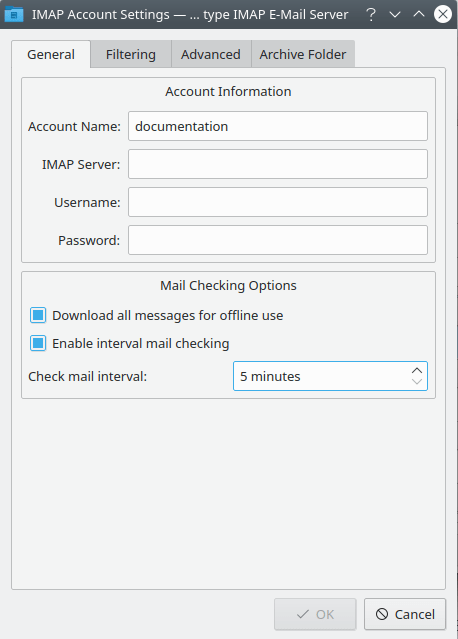 IMAP Account Settings — ... type IMAP E-Mail Server
General Filtering Advanced Archive Folder
Account Information
Account Name: documentation
IMAP Server:
Username:
Password:
Mail Checking Options
Download all messages for offline use
Enable interval mail checking
Check mail interval: 5 minutes
OK Cancel